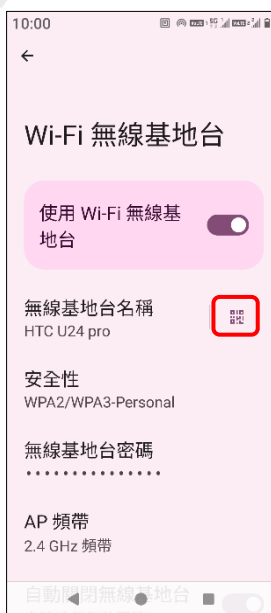 10:00
Wi-Fi 無線基地台
使用 Wi-Fi 無線基
地台
無線基地台名稱
HTC U24 pro
安全性
WPA2/WPA3-Personal
無線基地台密碼
•••••••••••••••
AP 頻帶
2.4 GHz 頻帶
自動關閉無線基地台